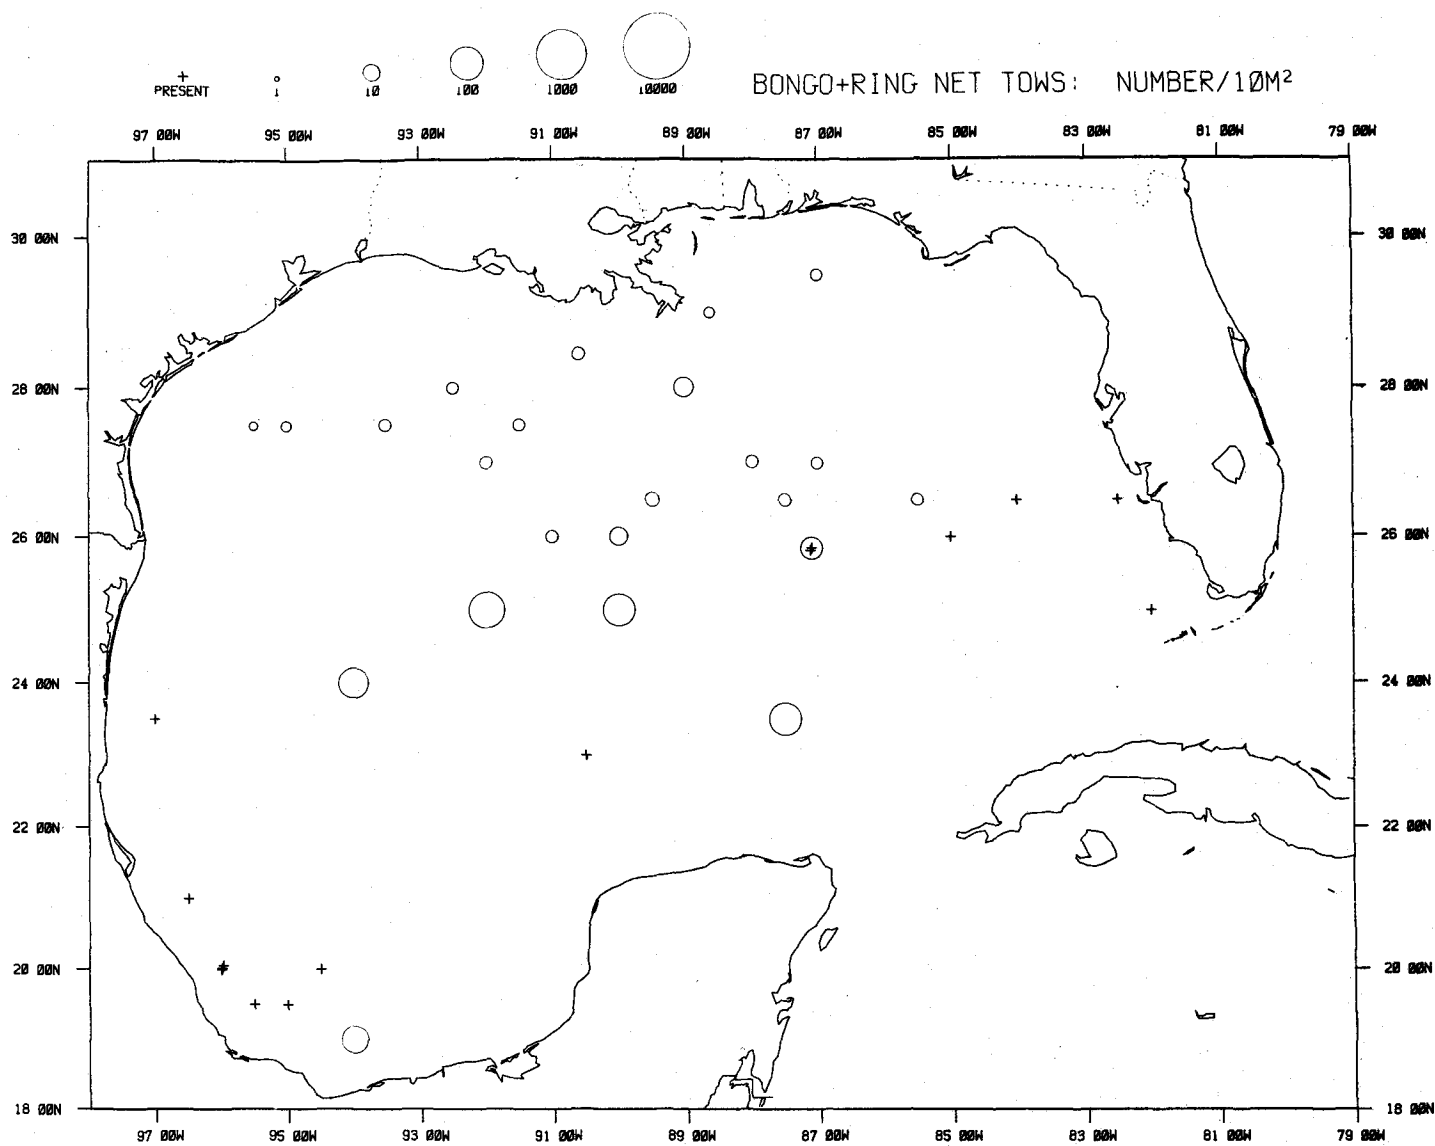 PRESENT 1 10 100 1000 10000
BONGO+RING NET TOWS: NUMBER/10M²
97 00W 95 00W 93 00W 91 00W 89 00W 87 00W 85 00W 83 00W 81 00W 79 00W
30 00N 30 00N
28 00N 28 00N
26 00N 26 00N
24 00N 24 00N
22 00N 22 00N
20 00N 20 00N
18 00N 18 00N
97 00W 95 00W 93 00W 91 00W 89 00W 87 00W 85 00W 83 00W 81 00W 79 00W